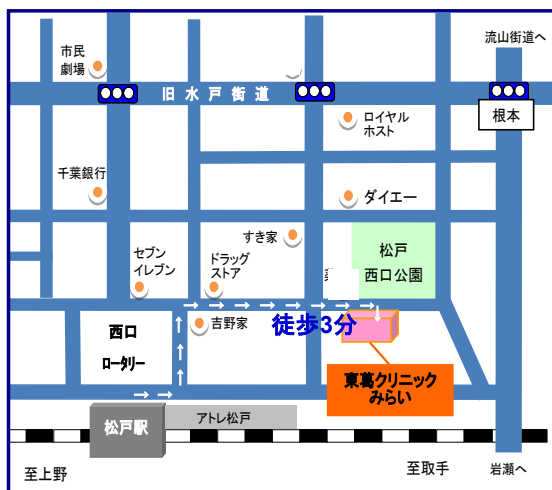 流山街道へ
市民
劇場
旧水戸街道
根本
ロイヤル
ホスト
千葉銀行
ダイエー
すき家
松戸
西口公園
セブン
イレブン
ドラッグ
ストア
徒歩3分
吉野家
西口
ロータリー
東葛クリニック
みらい
アトレ松戸
松戸駅
至上野
至取手
岩瀬へ